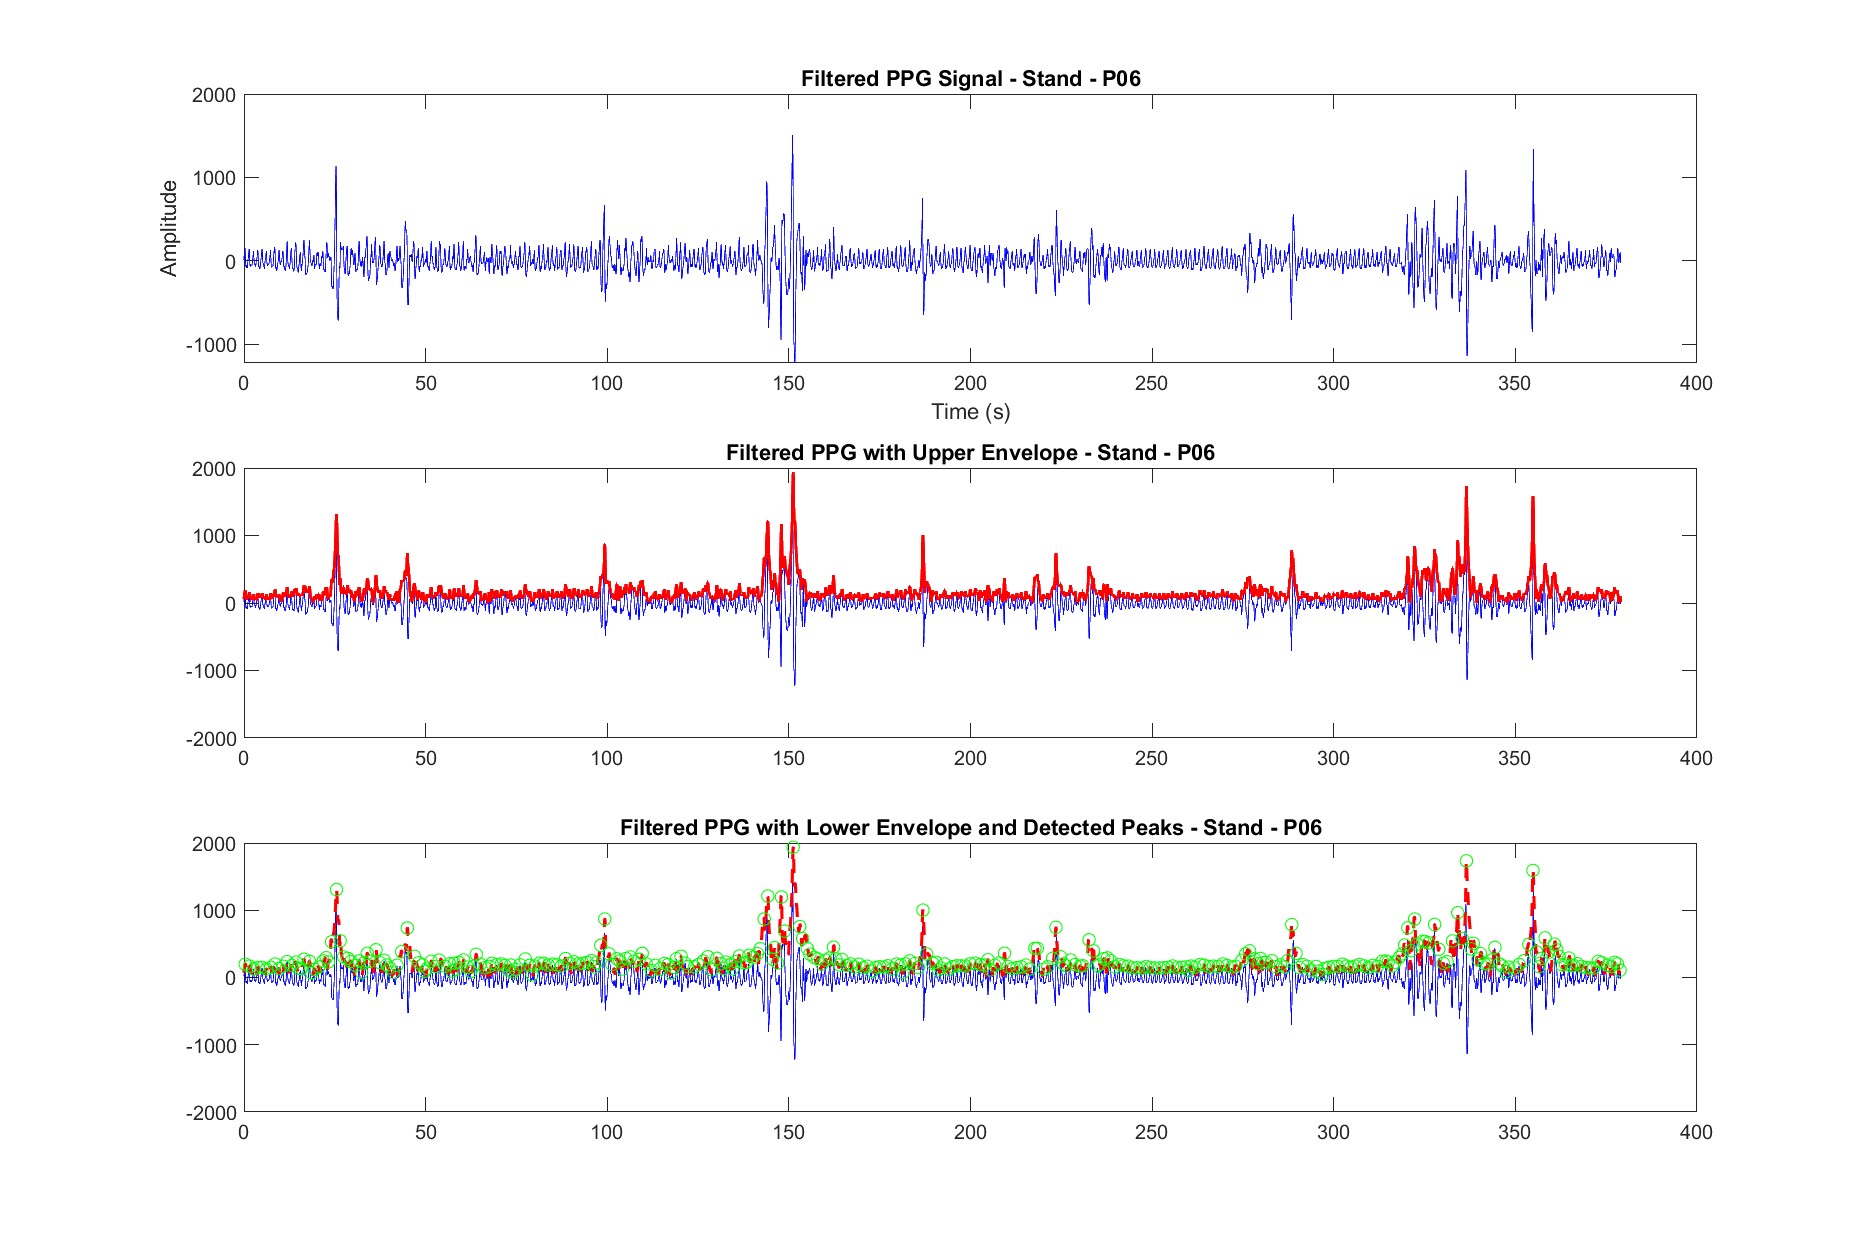 Filtered PPG Signal - Stand - P06
2000
1000
0
-1000
Amplitude
0 50 100 150 200 250 300 350 400
Time (s)
Filtered PPG with Upper Envelope - Stand - P06
2000
1000
0
-1000
-2000
0 50 100 150 200 250 300 350 400
Filtered PPG with Lower Envelope and Detected Peaks - Stand - P06
2000
1000
0
-1000
-2000
0 50 100 150 200 250 300 350 400